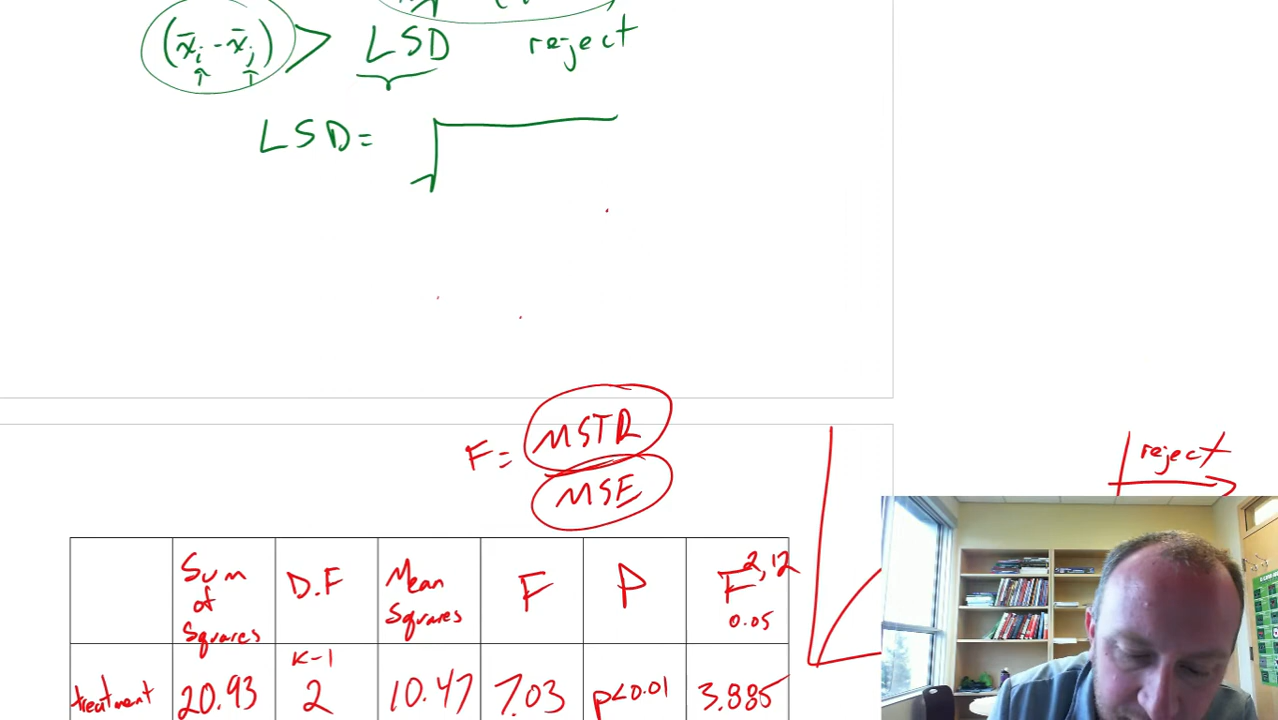 (x̄i - x̄j) > LSD reject
LSD = √
F = MSTR
MSE
reject
Sum of Squares D.F Mean Squares F P F 2,12 0.05
K-1
treatment 20.93 2 10.47 7.03 p<0.01 3.885